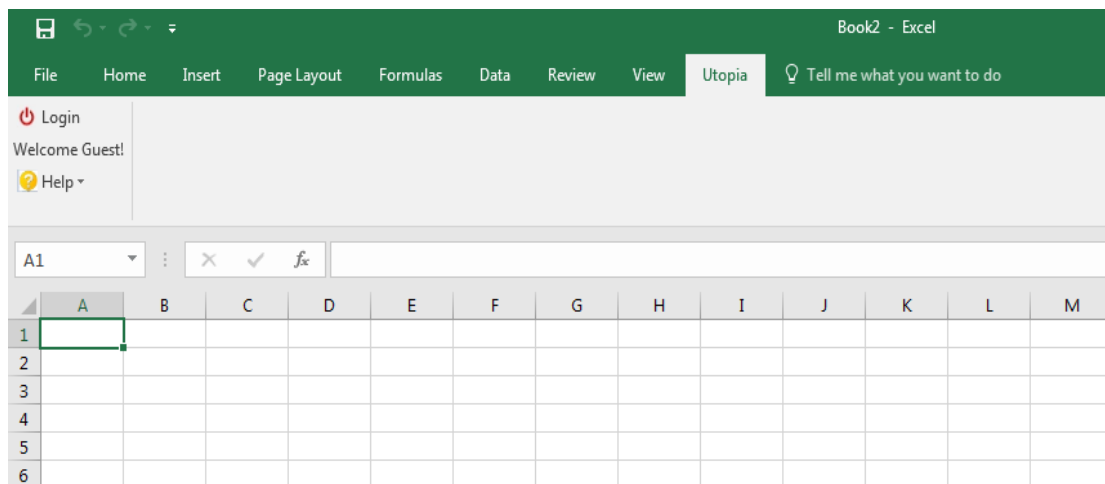 Book2 - Excel
File Home Insert Page Layout Formulas Data Review View Utopia Tell me what you want to do
Login
Welcome Guest!
Help
A1 fx
A B C D E F G H I J K L M
1
2
3
4
5
6